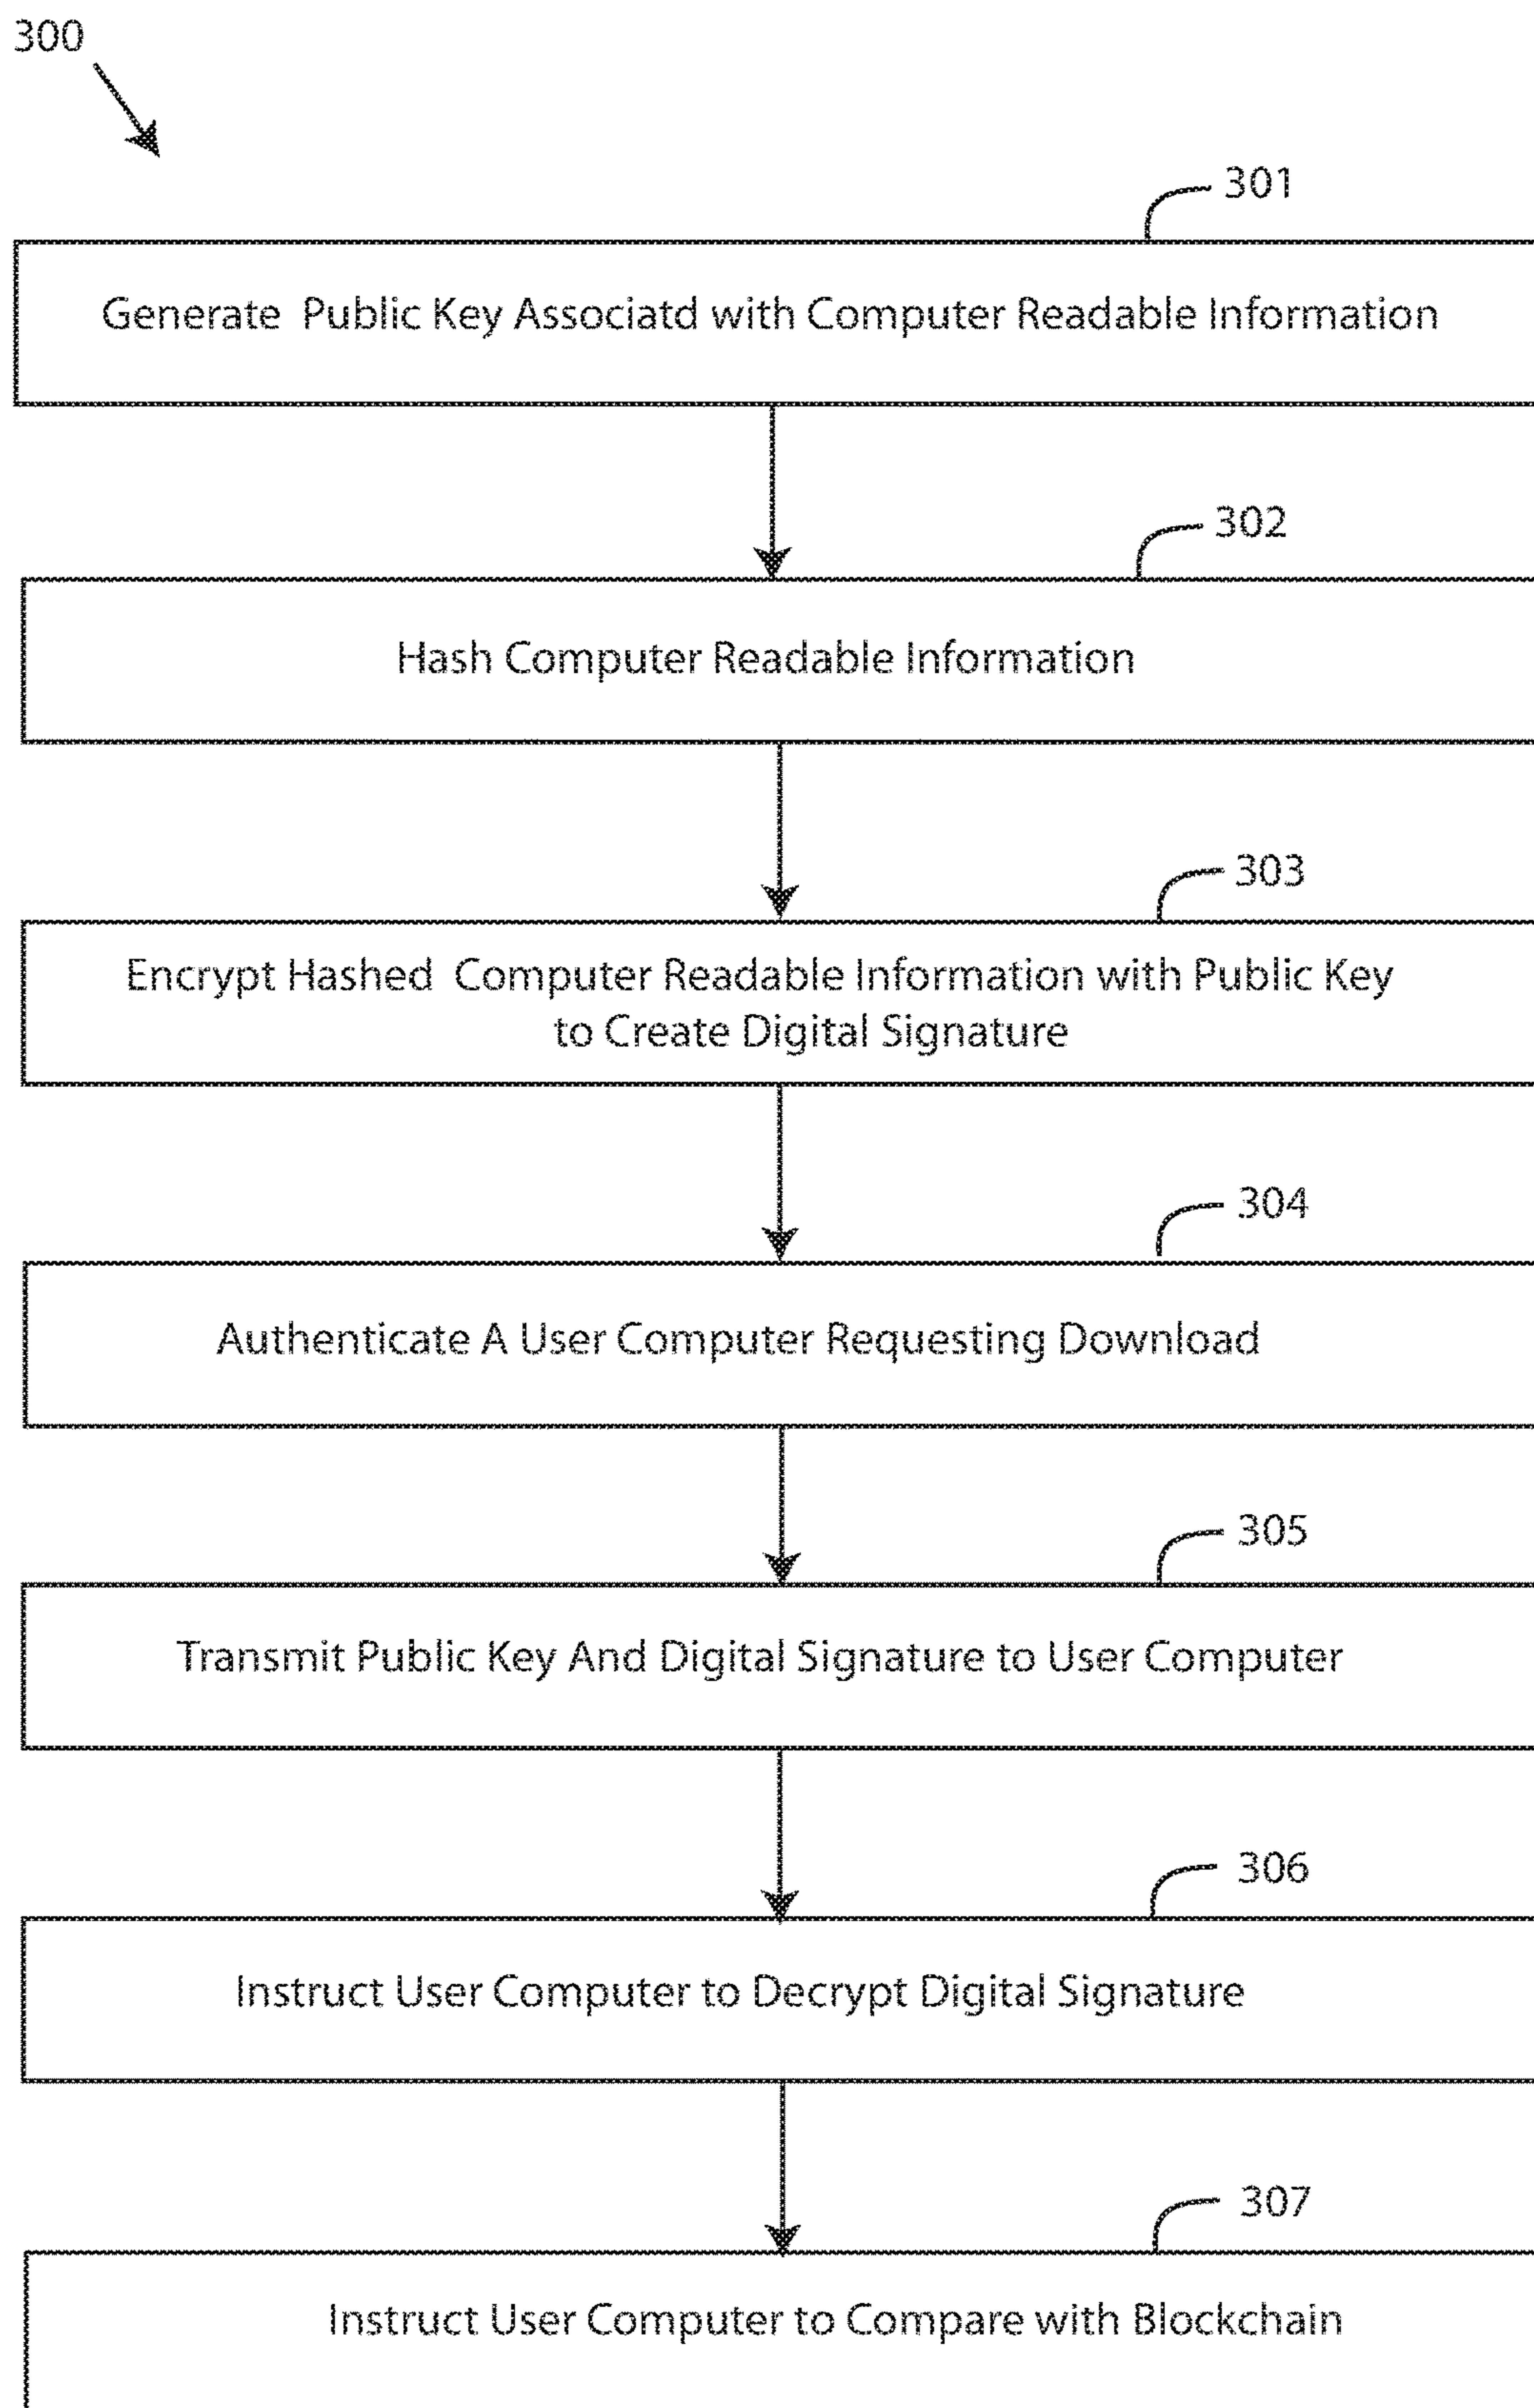 300
301
Generate Public Key Associatd with Computer Readable Information
302
Hash Computer Readable Information
303
Encrypt Hashed Computer Readable Information with Public Key
to Create Digital Signature
304
Authenticate A User Computer Requesting Download
305
Transmit Public Key And Digital Signature to User Computer
306
Instruct User Computer to Decrypt Digital Signature
307
Instruct User Computer to Compare with Blockchain